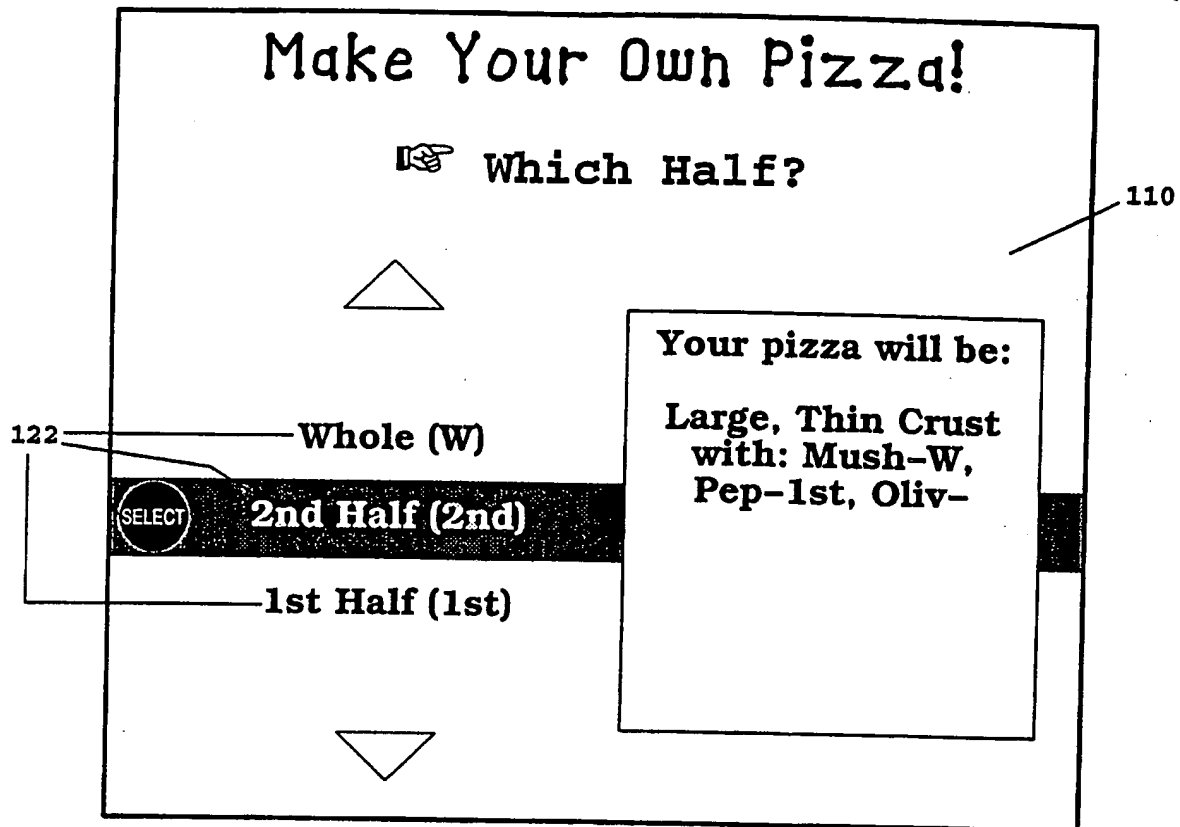 Make Your Own Pizza!
☞ Which Half?
110
Your pizza will be:
Large, Thin Crust
with: Mush-W,
Pep-1st, Oliv-
122
Whole (W)
SELECT 2nd Half (2nd)
1st Half (1st)